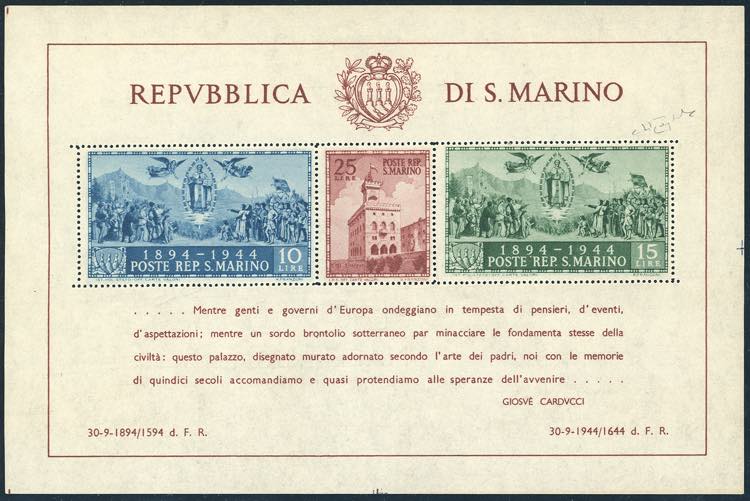 REPVBBLICA DI S. MARINO
1894 - 1944
10 LIRE
POSTE REP. S. MARINO
25 LIRE
POSTE REP. S. MARINO
1894 - 1944
15 LIRE
POSTE REP. S. MARINO
. . . . . Mentre genti e governi d'Europa ondeggiano in tempesta di pensieri, d'eventi,
d'aspettazioni; mentre un sordo brontolio sotterraneo par minacciare le fondamenta stesse della
civiltà: questo palazzo, disegnato murato adornato secondo l'arte dei padri, noi con le memorie
di quindici secoli accomandiamo e quasi protendiamo alle speranze dell'avvenire . . . . .
GIOSVÈ CARDVCCI
30-9-1894/1594 d. F. R.
30-9-1944/1644 d. F. R.